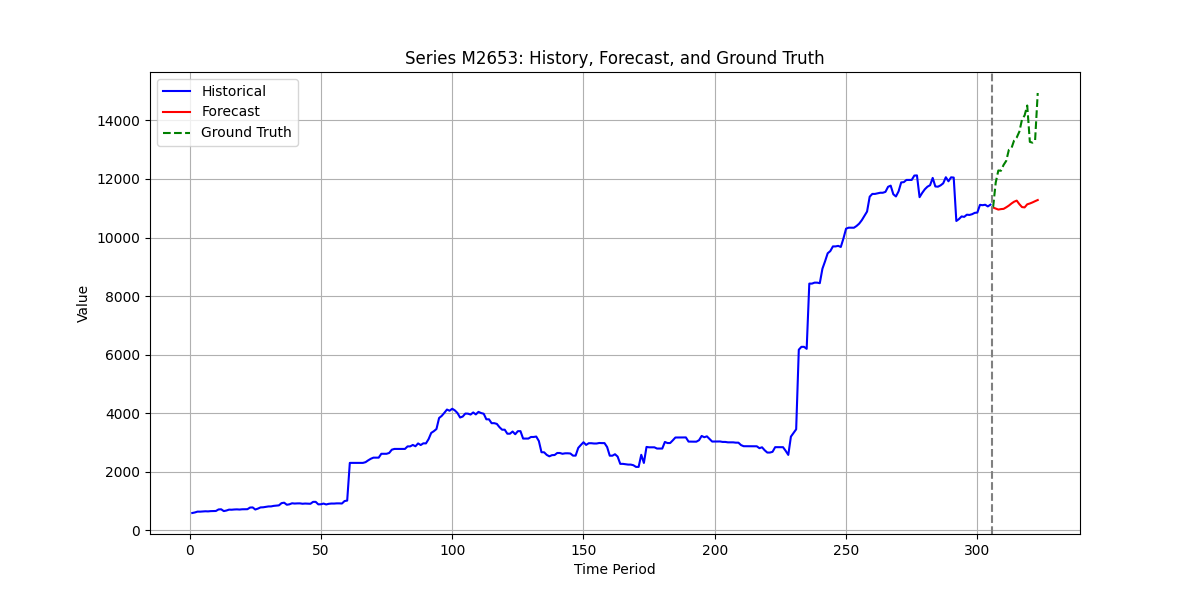 Series M2653: History, Forecast, and Ground Truth
Historical
Forecast
Ground Truth
14000
12000
10000
8000
6000
4000
2000
0
Value
0 50 100 150 200 250 300
Time Period